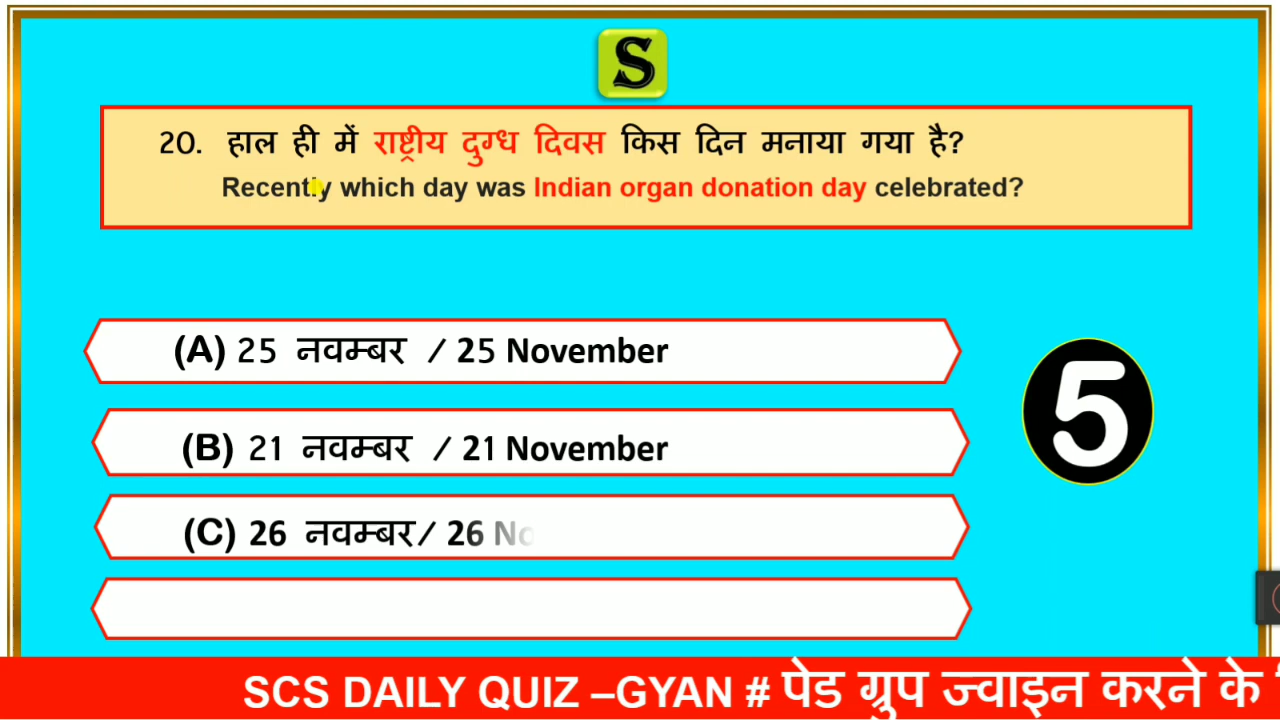 S
20. हाल ही में राष्ट्रीय दुग्ध दिवस किस दिन मनाया गया है?
Recently which day was Indian organ donation day celebrated?
(A) 25 नवम्बर / 25 November
(B) 21 नवम्बर / 21 November
(C) 26 नवम्बर/ 26 No
5
SCS DAILY QUIZ –GYAN # पेड ग्रुप ज्वाइन करने के